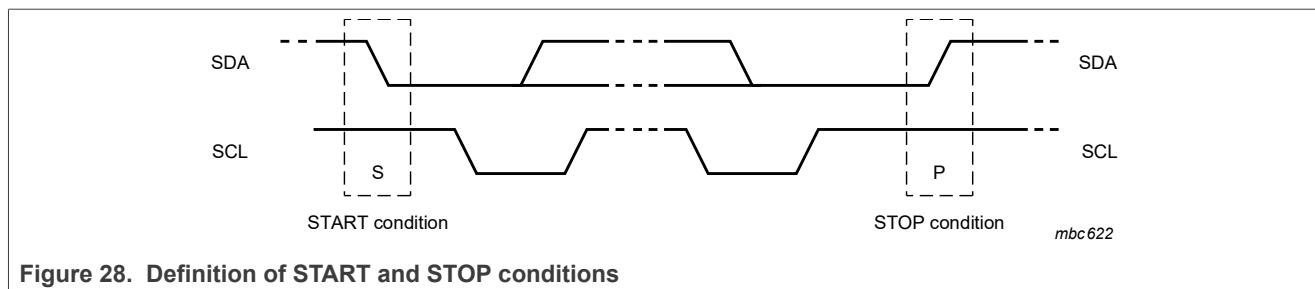 SDA SDA
SCL SCL
S P
START condition STOP condition
mbc622
Figure 28. Definition of START and STOP conditions